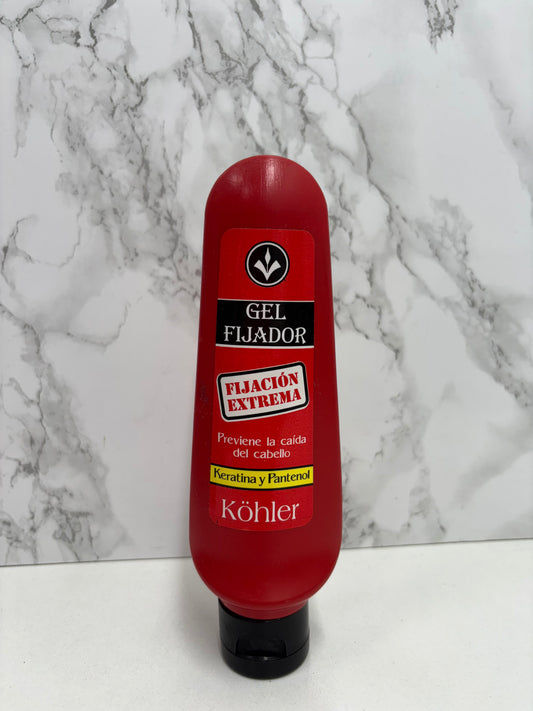 GEL
FIJADOR
FIJACIÓN
EXTREMA
Previene la caída
del cabello
Keratina y Pantenol
Köhler